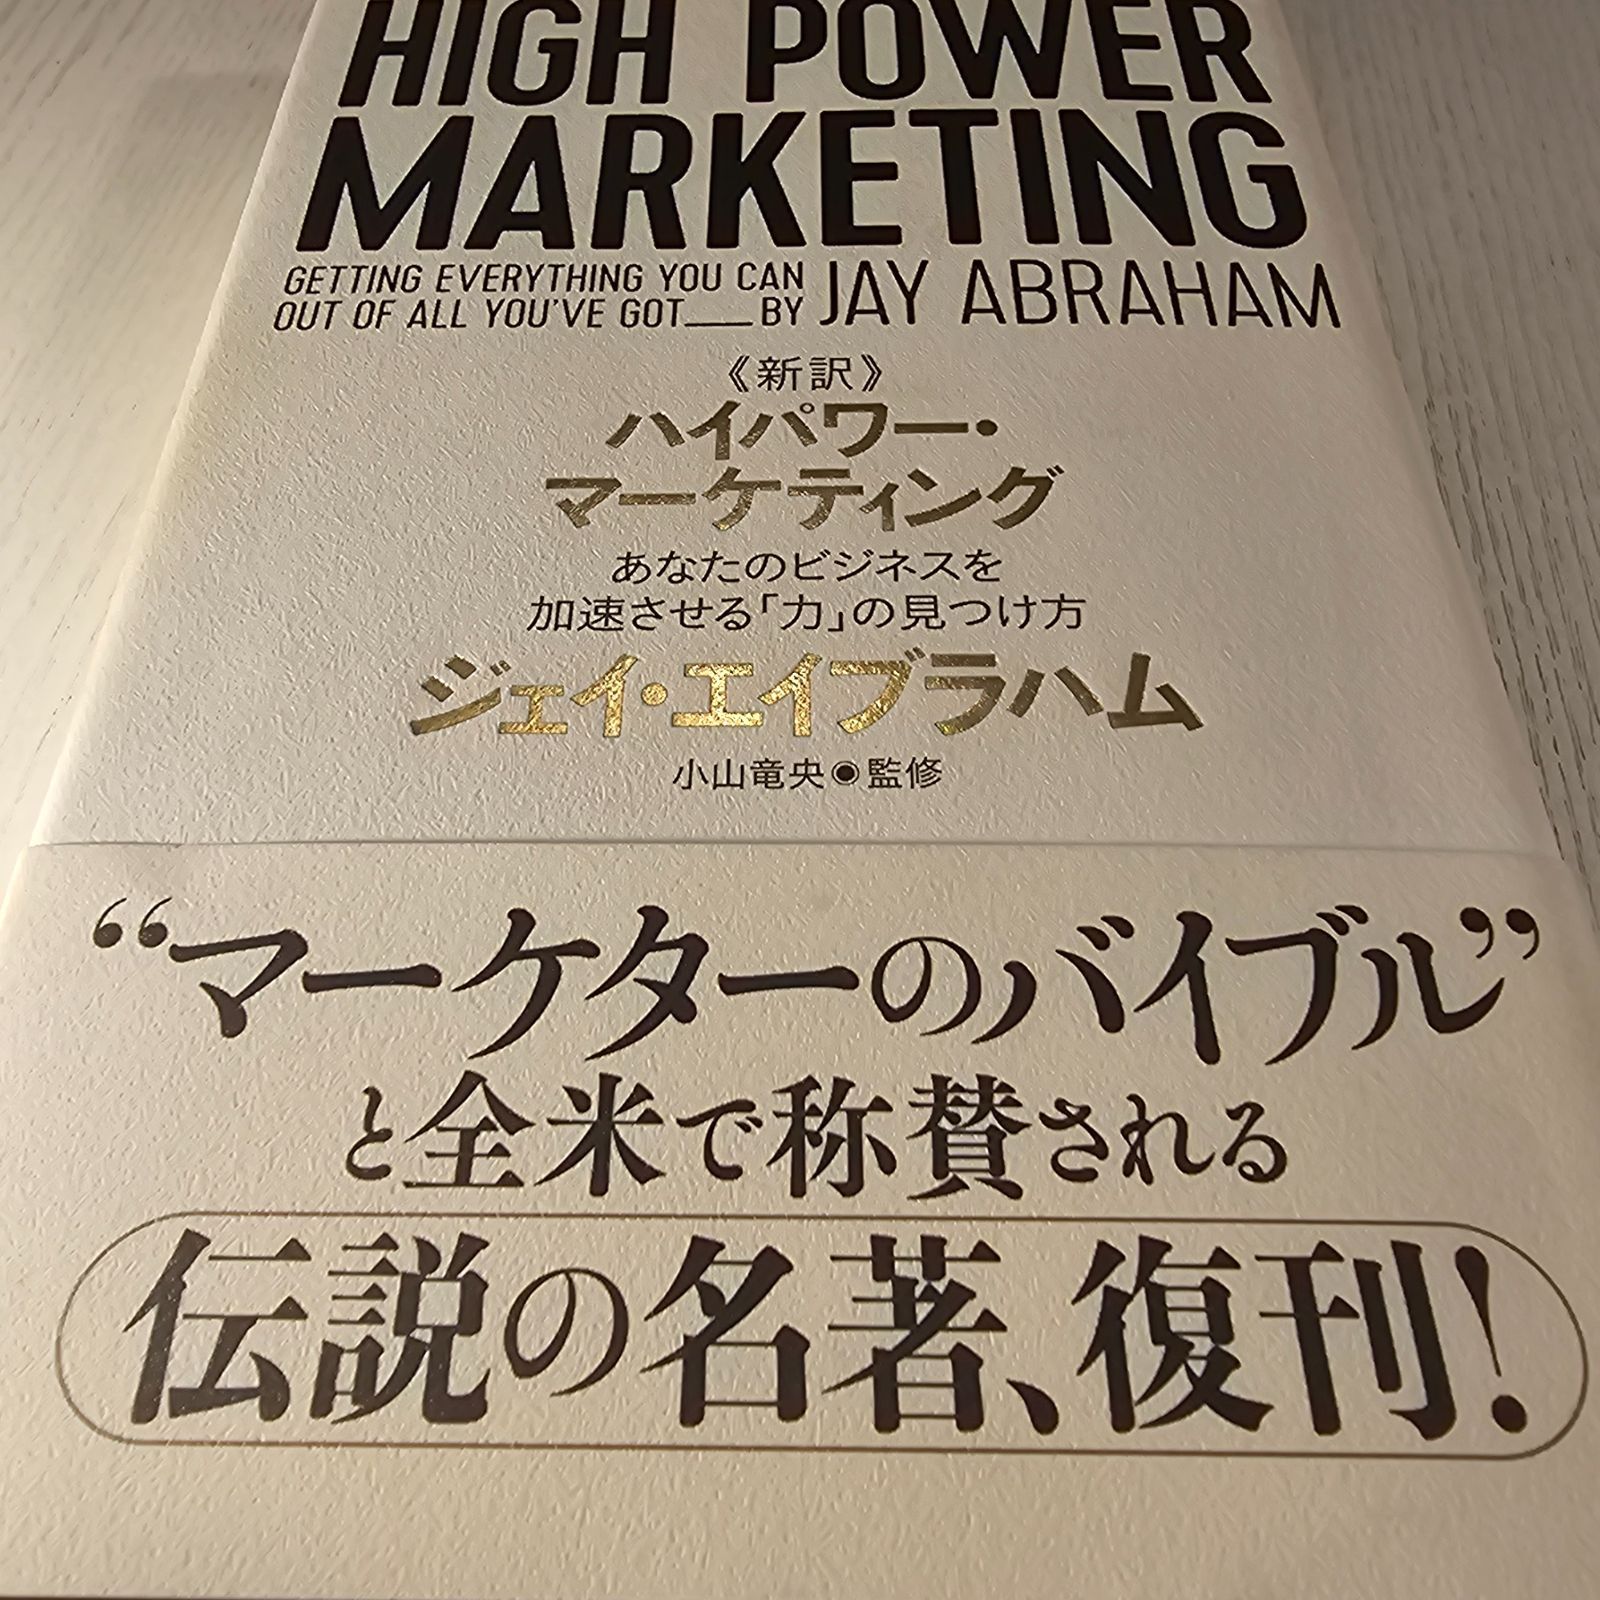 HIGH POWER
MARKETING
GETTING EVERYTHING YOU CAN
OUT OF ALL YOU'VE GOT___BY JAY ABRAHAM
《新訳》
ハイパワー・
マーケティング
あなたのビジネスを
加速させる「力」の見つけ方
ジェイ・エイブラハム
小山竜央◉監修
“マーケターのバイブル”
と全米で称賛される
伝説の名著、復刊!